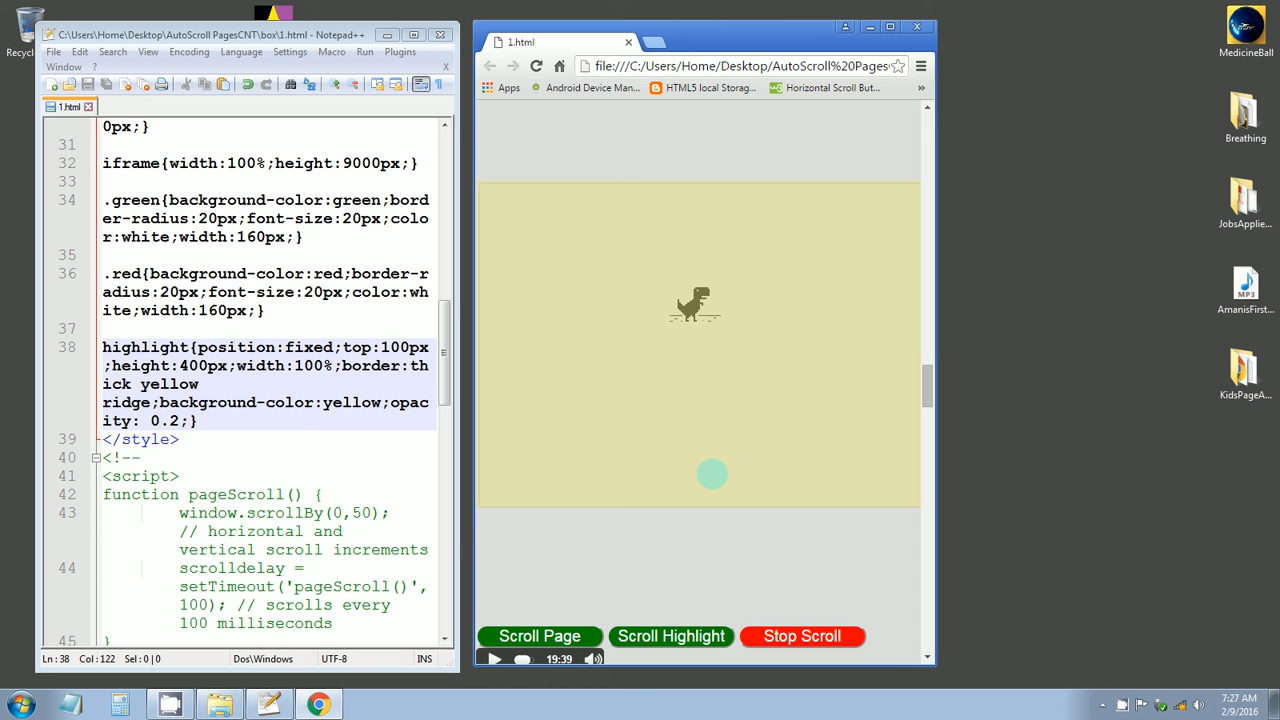 Recycl
C:\Users\Home\Desktop\AutoScroll PagesCNT\box\1.html - Notepad++
File Edit Search View Encoding Language Settings Macro Run Plugins
Window ?
1.html
0px;}
31
32 iframe{width:100%;height:9000px;}
33
34 .green{background-color:green;bord
er-radius:20px;font-size:20px;colo
r:white;width:160px;}
35
36 .red{background-color:red;border-r
adius:20px;font-size:20px;color:wh
ite;width:160px;}
37
38 highlight{position:fixed;top:100px
;height:400px;width:100%;border:th
ick yellow
ridge;background-color:yellow;opac
ity: 0.2;}
39 </style>
40 <!--
41 <script>
42 function pageScroll() {
43 window.scrollBy(0,50);
// horizontal and
vertical scroll increments
44 scrolldelay =
setTimeout('pageScroll()',
100); // scrolls every
100 milliseconds
45 }
Ln:38 Col:122 Sel:0|0 Dos\Windows UTF-8 INS
1.html
file:///C:/Users/Home/Desktop/AutoScroll%20Pages
Apps Android Device Man... HTML5 local Storag... Horizontal Scroll But... »
Scroll Page Scroll Highlight Stop Scroll
19:39
MedicineBall
Breathing
JobsApplie...
MP3
AmanisFirst...
KidsPageA...
7:27 AM
2/9/2016